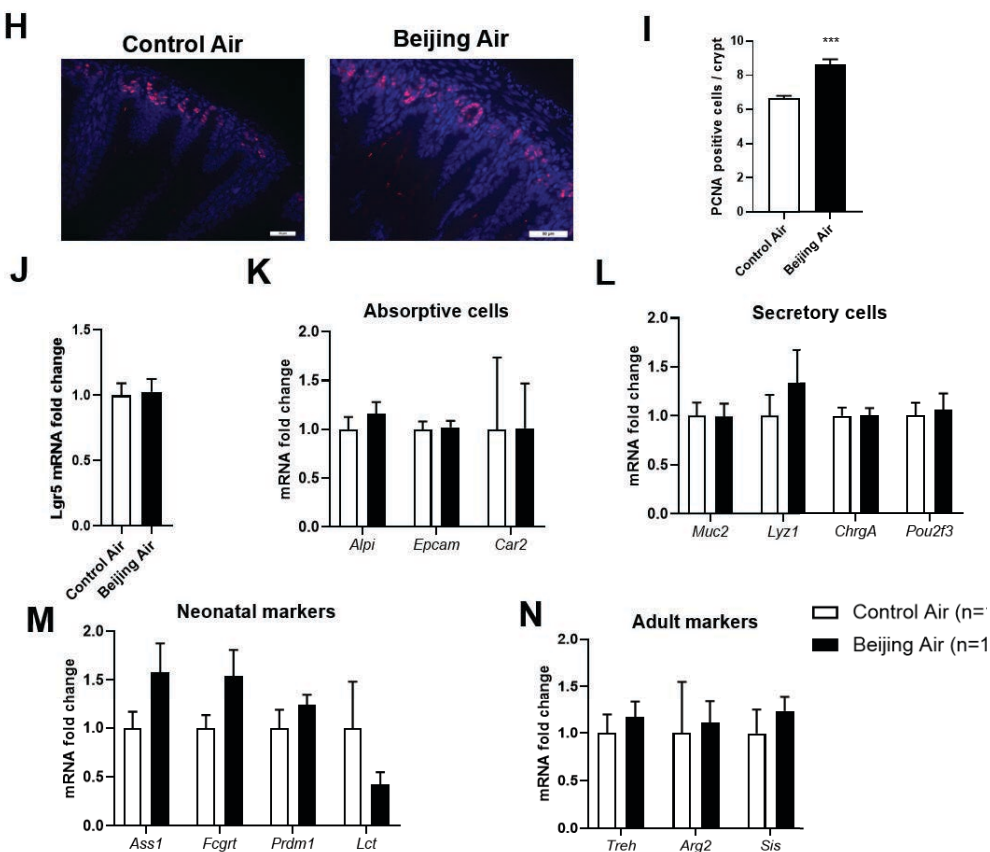 H
Control Air
Beijing Air
I
PCNA positive cells / crypt
10
8
6
4
2
0
***
Control Air
Beijing Air
J
Lgr5 mRNA fold change
1.5
1.0
0.5
0.0
Control Air
Beijing Air
K
Absorptive cells
mRNA fold change
2.0
1.5
1.0
0.5
0.0
Alpi
Epcam
Car2
L
Secretory cells
mRNA fold change
2.0
1.5
1.0
0.5
0.0
Muc2
Lyz1
ChrgA
Pou2f3
M
Neonatal markers
mRNA fold change
2.0
1.5
1.0
0.5
0.0
Ass1
Fcgrt
Prdm1
Lct
N
Adult markers
mRNA fold change
2.0
1.5
1.0
0.5
0.0
Treh
Arg2
Sis
Control Air (n=1
Beijing Air (n=1